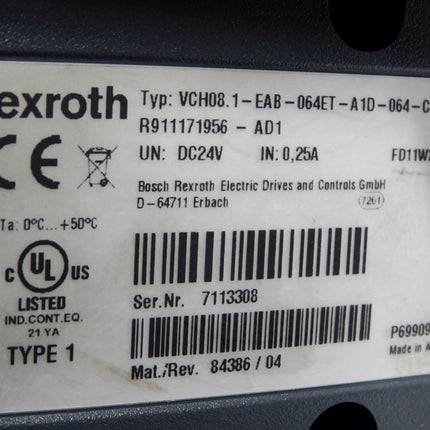 exroth Typ: VCH08.1-EAB-064ET-A1D-064-C
R911171956 - AD1
CE UN: DC24V IN: 0,25A FD11W
Bosch Rexroth Electric Drives and Controls GmbH
D-64711 Erbach 7261
Ta: 0°C...+50°C
c UL US
LISTED
IND.CONT.EQ.
21 YA
TYPE 1
Ser.Nr. 7113308
P69909
Made in
Mat./Rev. 84386 / 04